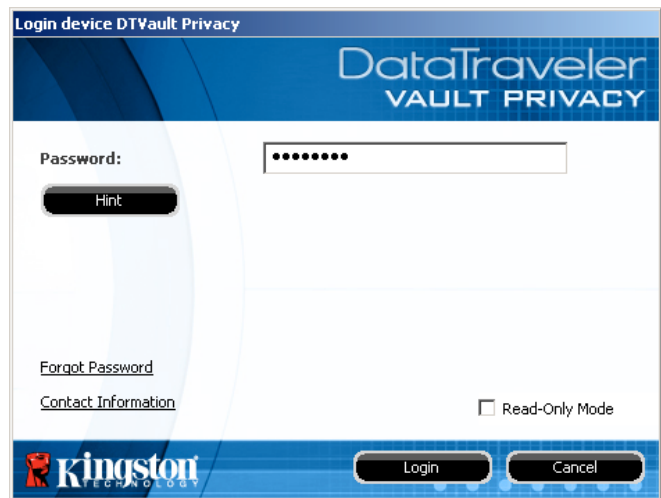 Login device DTVault Privacy
DataTraveler
VAULT PRIVACY
Password:
••••••••
Hint
Forgot Password
Contact Information
Read-Only Mode
Kingston
TECHNOLOGY
Login
Cancel